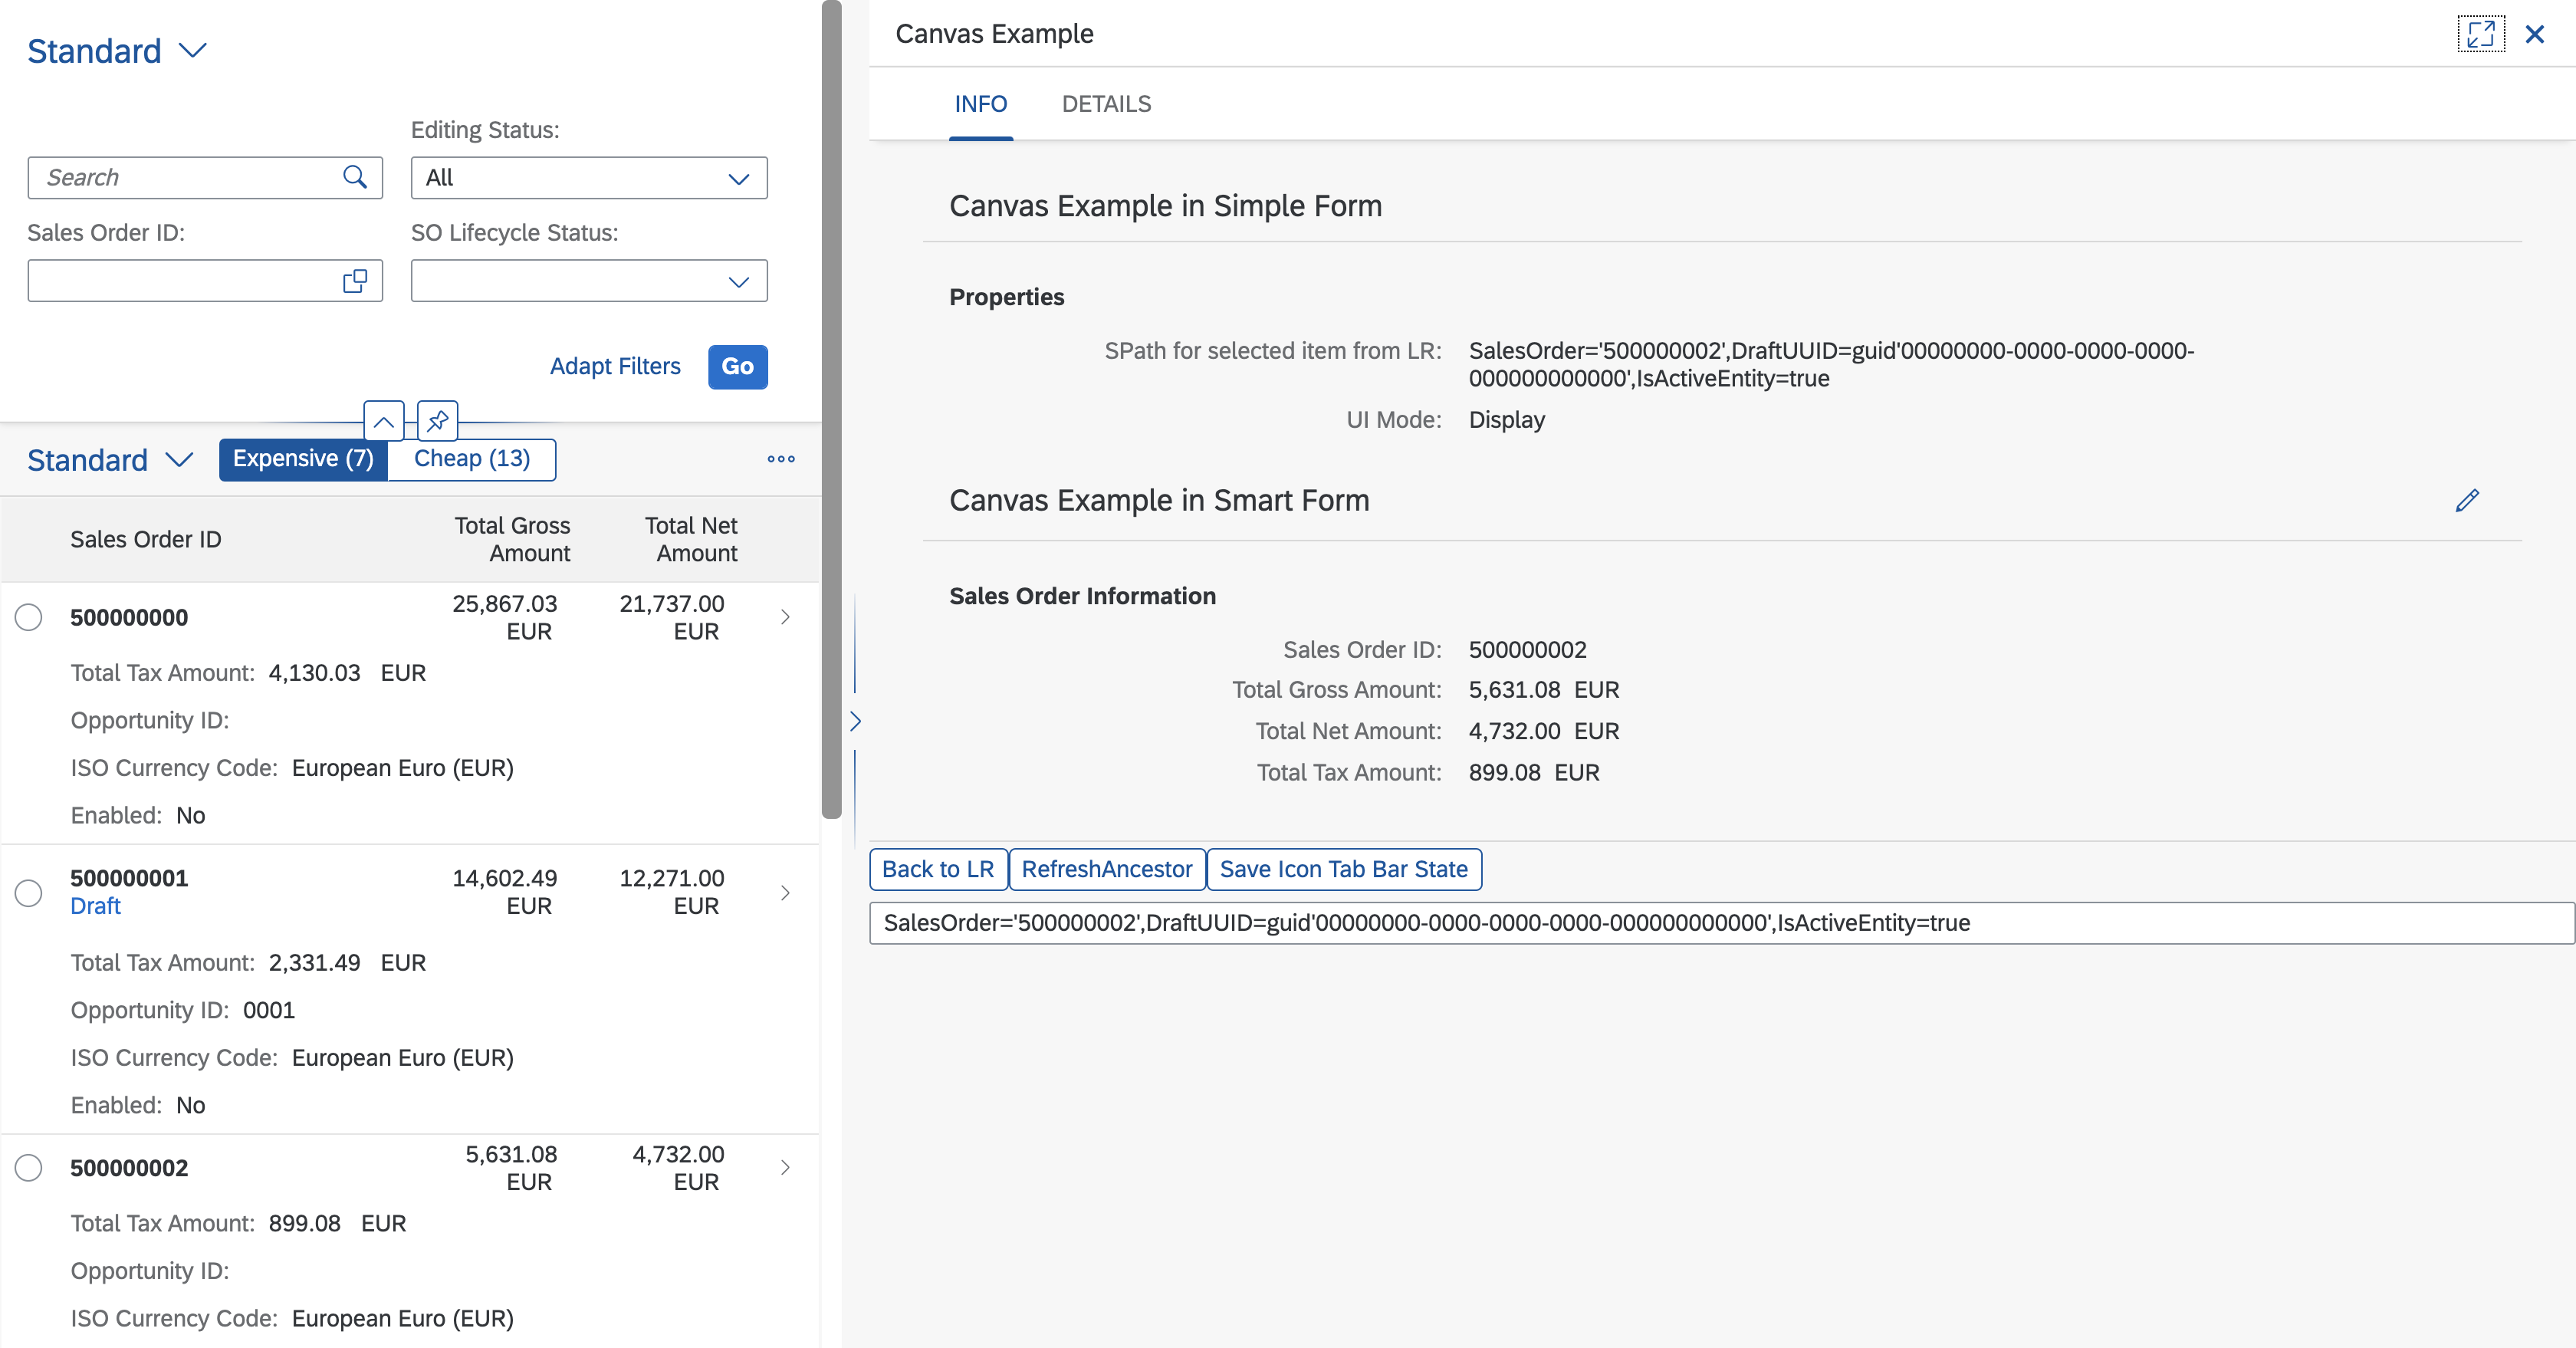 Standard
Editing Status:
Search
All
Sales Order ID:
SO Lifecycle Status:
Adapt Filters
Go
Standard
Expensive (7)
Cheap (13)
Sales Order ID
Total Gross
Amount
Total Net
Amount
500000000
25,867.03
EUR
21,737.00
EUR
Total Tax Amount: 4,130.03 EUR
Opportunity ID:
ISO Currency Code: European Euro (EUR)
Enabled: No
500000001
Draft
14,602.49
EUR
12,271.00
EUR
Total Tax Amount: 2,331.49 EUR
Opportunity ID: 0001
ISO Currency Code: European Euro (EUR)
Enabled: No
500000002
5,631.08
EUR
4,732.00
EUR
Total Tax Amount: 899.08 EUR
Opportunity ID:
ISO Currency Code: European Euro (EUR)
Canvas Example
INFO
DETAILS
Canvas Example in Simple Form
Properties
SPath for selected item from LR: SalesOrder='500000002',DraftUUID=guid'00000000-0000-0000-0000-
000000000000',IsActiveEntity=true
UI Mode: Display
Canvas Example in Smart Form
Sales Order Information
Sales Order ID: 500000002
Total Gross Amount: 5,631.08 EUR
Total Net Amount: 4,732.00 EUR
Total Tax Amount: 899.08 EUR
Back to LR
RefreshAncestor
Save Icon Tab Bar State
SalesOrder='500000002',DraftUUID=guid'00000000-0000-0000-0000-000000000000',IsActiveEntity=true